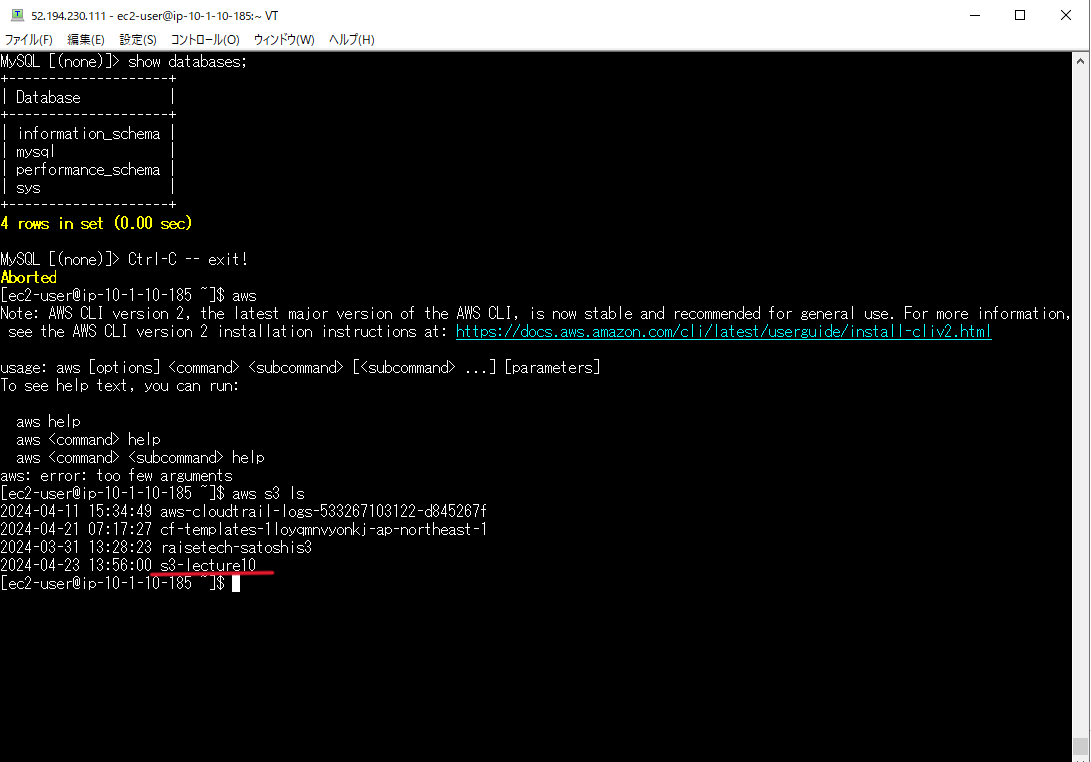 52.194.230.111 - ec2-user@ip-10-1-10-185:~ VT
ファイル(F) 編集(E) 設定(S) コントロール(O) ウィンドウ(W) ヘルプ(H)
MySQL [(none)]> show databases;
+--------------------+
| Database           |
+--------------------+
| information_schema |
| mysql              |
| performance_schema |
| sys                |
+--------------------+
4 rows in set (0.00 sec)
MySQL [(none)]> Ctrl-C -- exit!
Aborted
[ec2-user@ip-10-1-10-185 ~]$ aws
Note: AWS CLI version 2, the latest major version of the AWS CLI, is now stable and recommended for general use. For more information,
 see the AWS CLI version 2 installation instructions at: https://docs.aws.amazon.com/cli/latest/userguide/install-cliv2.html
usage: aws [options] <command> <subcommand> [<subcommand> ...] [parameters]
To see help text, you can run:
  aws help
  aws <command> help
  aws <command> <subcommand> help
aws: error: too few arguments
[ec2-user@ip-10-1-10-185 ~]$ aws s3 ls
2024-04-11 15:34:49 aws-cloudtrail-logs-533267103122-d845267f
2024-04-21 07:17:27 cf-templates-1loyqmnvyonkj-ap-northeast-1
2024-03-31 13:28:23 raisetech-satoshis3
2024-04-23 13:56:00 s3-lecture10
[ec2-user@ip-10-1-10-185 ~]$